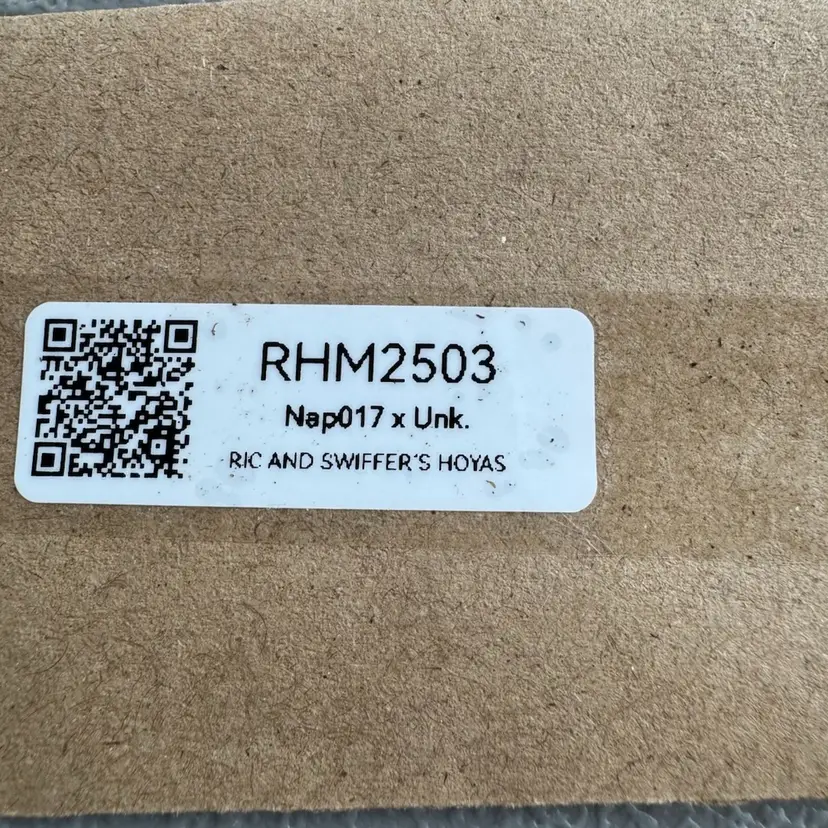 RHM2503
Nap017 x Unk.
RIC AND SWIFFER'S HOYAS